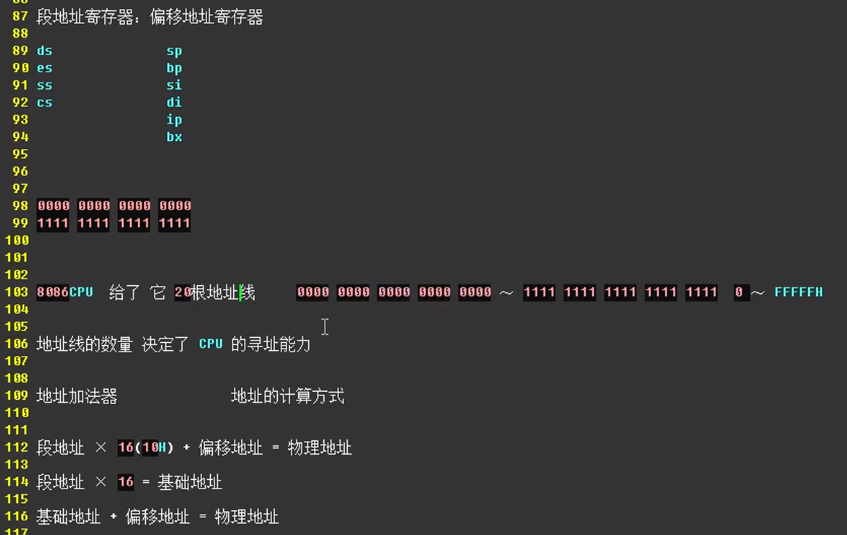 87 段地址寄存器：偏移地址寄存器
88
89 ds sp
90 es bp
91 ss si
92 cs di
93 ip
94 bx
95
96
97
98 0000 0000 0000 0000
99 1111 1111 1111 1111
100
101
102
103 8086CPU 给了 它 20根地址线 0000 0000 0000 0000 0000 ～ 1111 1111 1111 1111 1111 0 ～ FFFFFH
104
105
106 地址线的数量 决定了 CPU 的寻址能力
107
108
109 地址加法器 地址的计算方式
110
111
112 段地址 × 16(10H) + 偏移地址 = 物理地址
113
114 段地址 × 16 = 基础地址
115
116 基础地址 + 偏移地址 = 物理地址
117